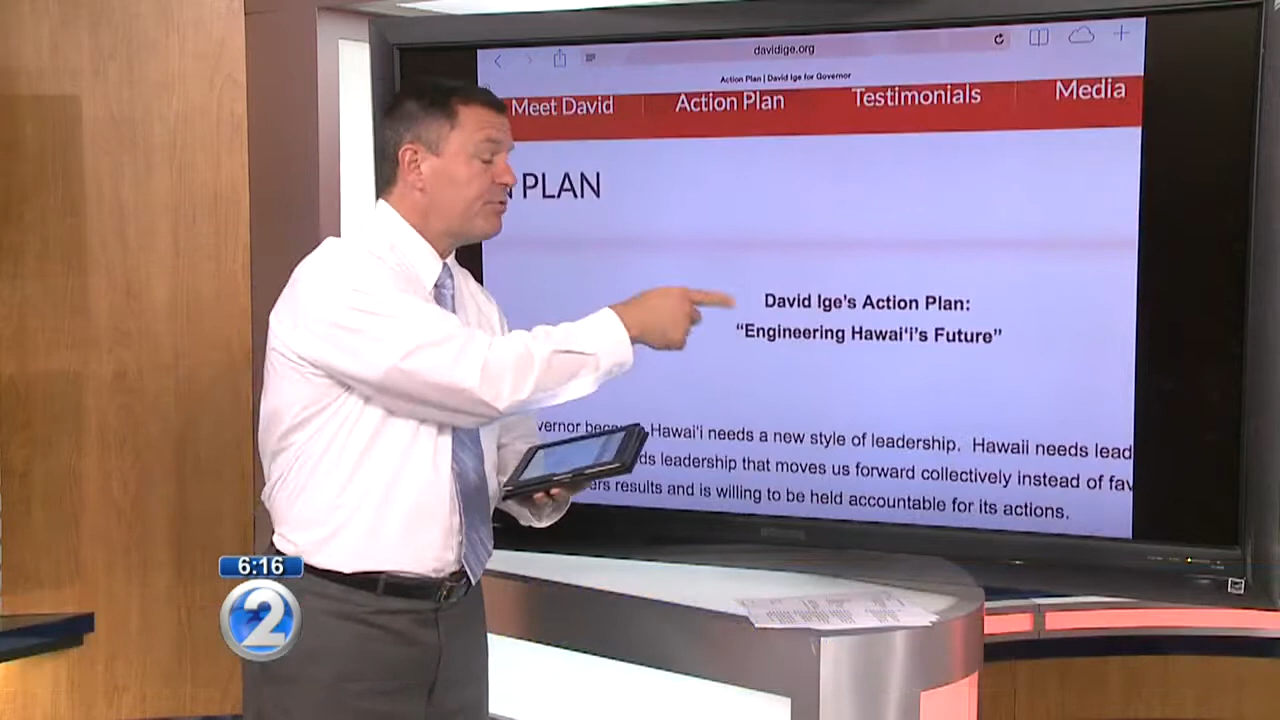 davidige.org
Action Plan | David Ige for Governor
Meet David Action Plan Testimonials Media
PLAN
David Ige's Action Plan:
“Engineering Hawaiʻi's Future”
Hawaiʻi needs a new style of leadership. Hawaii needs lead
leadership that moves us forward collectively instead of fav
results and is willing to be held accountable for its actions.
6:16
2